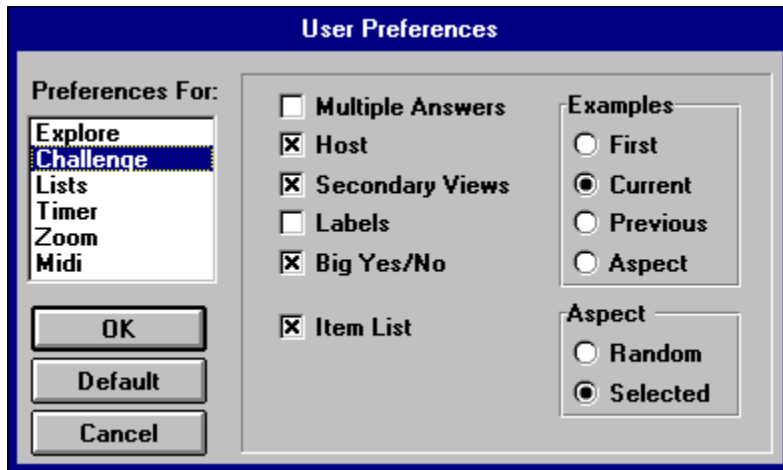 User Preferences
Preferences For:
Explore
Challenge
Lists
Timer
Zoom
Midi
OK
Default
Cancel
Multiple Answers
Host
Secondary Views
Labels
Big Yes/No
Item List
Examples
First
Current
Previous
Aspect
Aspect
Random
Selected